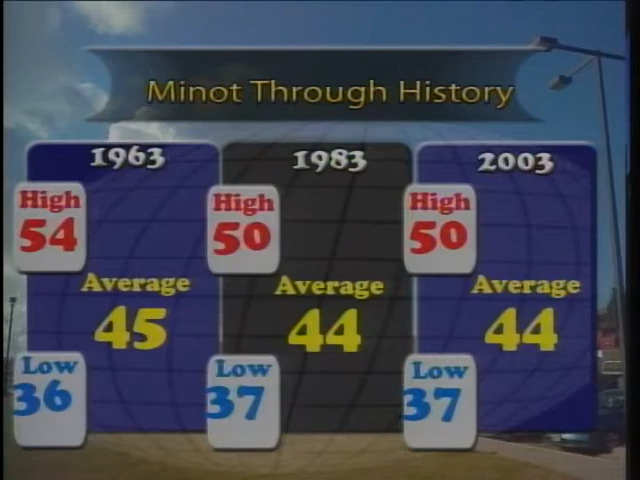 Minot Through History
1963
High
54
Average
45
Low
36
1983
High
50
Average
44
Low
37
2003
High
50
Average
44
Low
37